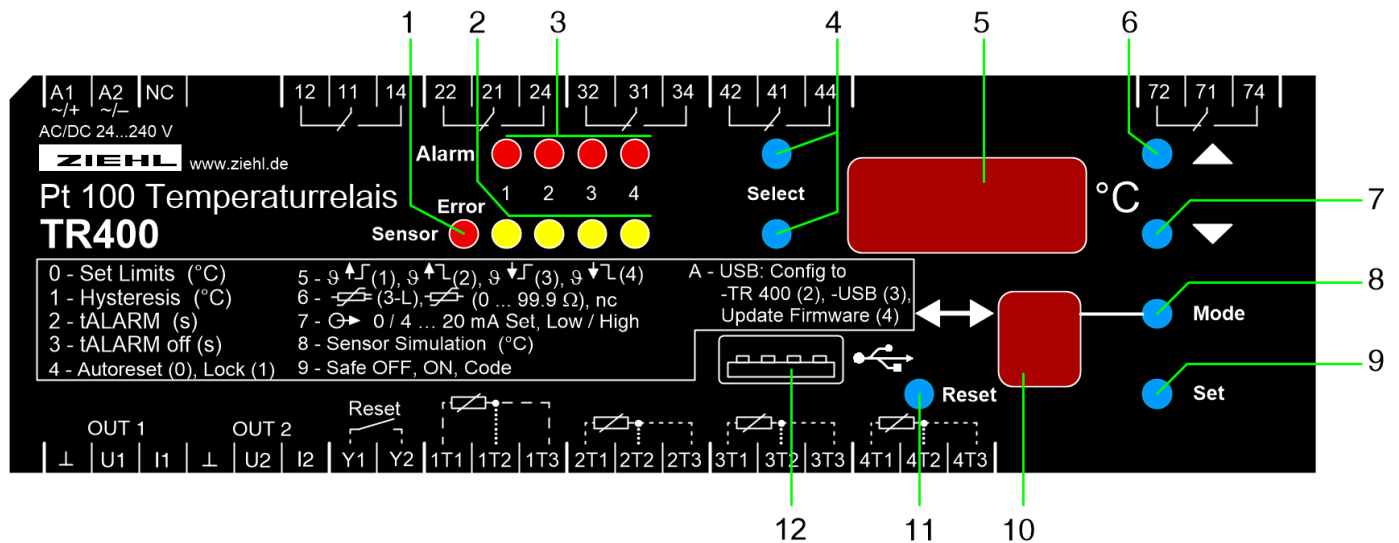 1 2 3 4 5 6
A1 A2 NC 12 11 14 22 21 24 32 31 34 42 41 44 72 71 74
~/+ ~/–
AC/DC 24...240 V
ZIEHL www.ziehl.de
Alarm
Pt 100 Temperaturrelais
1 2 3 4
Select
°C
7
Error
TR400
Sensor
0 - Set Limits (°C)
1 - Hysteresis (°C)
2 - tALARM (s)
3 - tALARM off (s)
4 - Autoreset (0), Lock (1)
5 - ϑ (1), ϑ (2), ϑ (3), ϑ (4)
6 - (3-L), (0 ... 99.9 Ω), nc
7 - 0 / 4 ... 20 mA Set, Low / High
8 - Sensor Simulation (°C)
9 - Safe OFF, ON, Code
A - USB: Config to
-TR 400 (2), -USB (3),
Update Firmware (4)
8
Mode
9
Set
Reset
OUT 1 OUT 2 Reset
⊥ U1 I1 ⊥ U2 I2 Y1 Y2 1T1 1T2 1T3 2T1 2T2 2T3 3T1 3T2 3T3 4T1 4T2 4T3
12 11 10